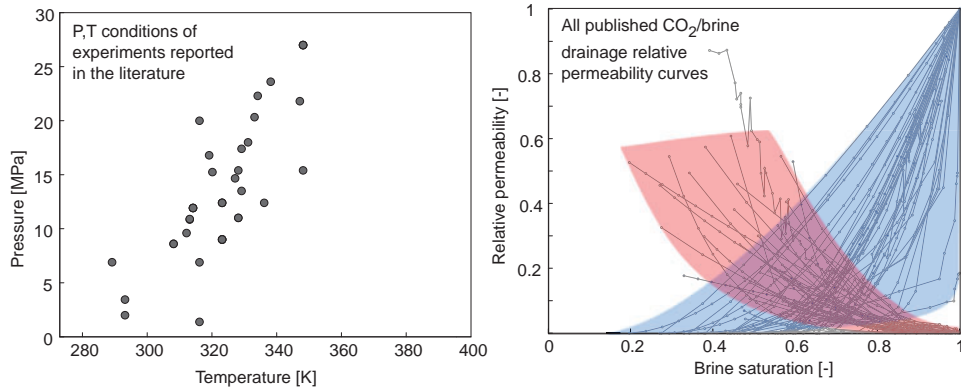 P,T conditions of
experiments reported
in the literature
30
25
20
15
10
5
0
Pressure [MPa]
280
300
320
340
360
380
400
Temperature [K]
All published CO2/brine
drainage relative
permeability curves
1
0.8
0.6
0.4
0.2
Relative permeability [-]
0
0.2
0.4
0.6
0.8
1
Brine saturation [-]